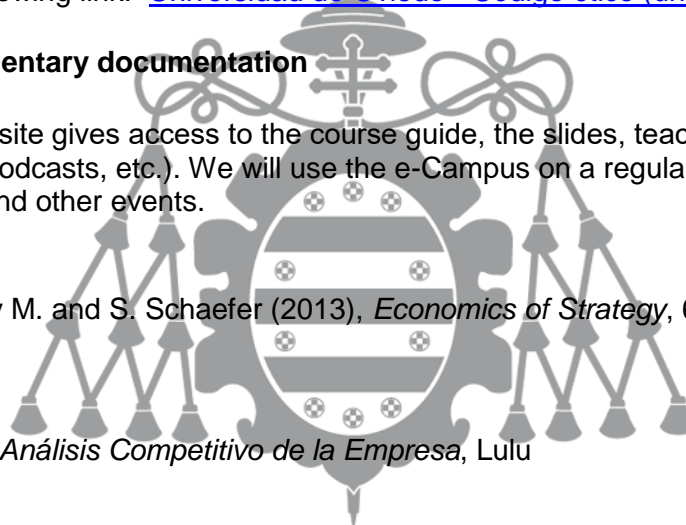 owing link: Universidad de Oviedo - Código ético (un
entary documentation
site gives access to the course guide, the slides, teac
odcasts, etc.). We will use the e-Campus on a regula
nd other events.
y M. and S. Schaefer (2013), Economics of Strategy, 
Análisis Competitivo de la Empresa, Lulu